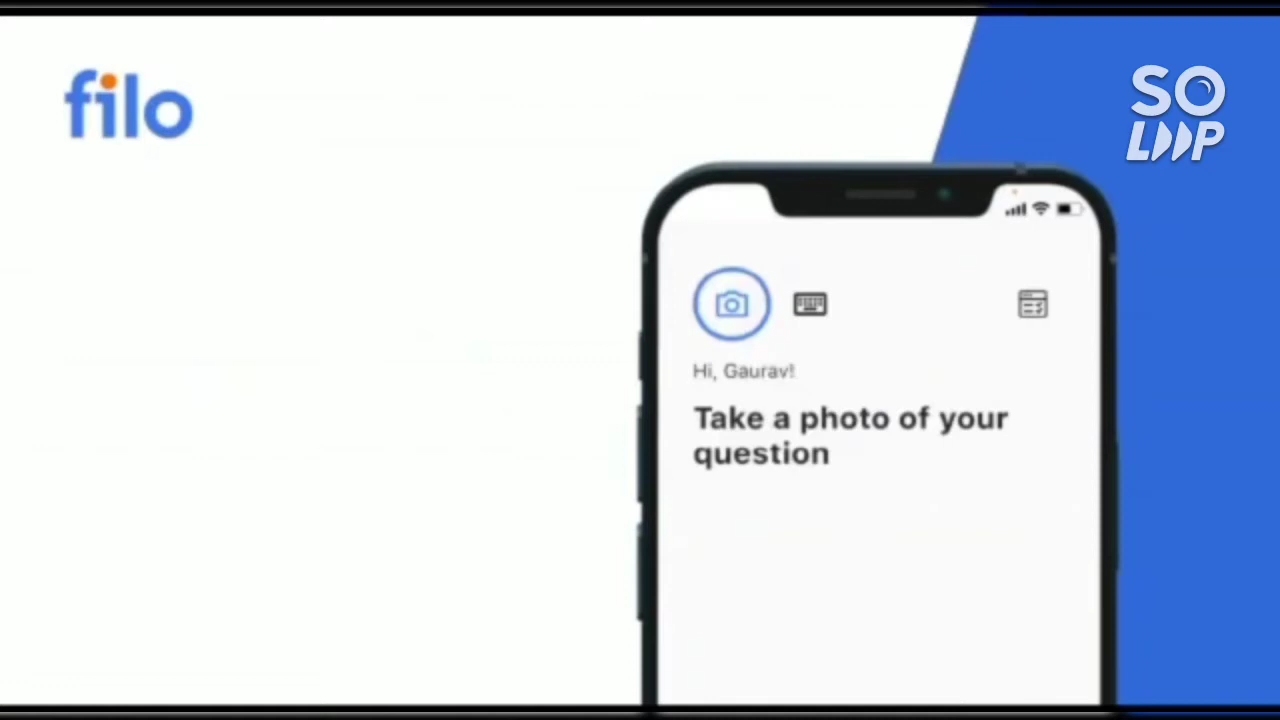 filo
SO
LOOP
Hi, Gaurav!
Take a photo of your
question